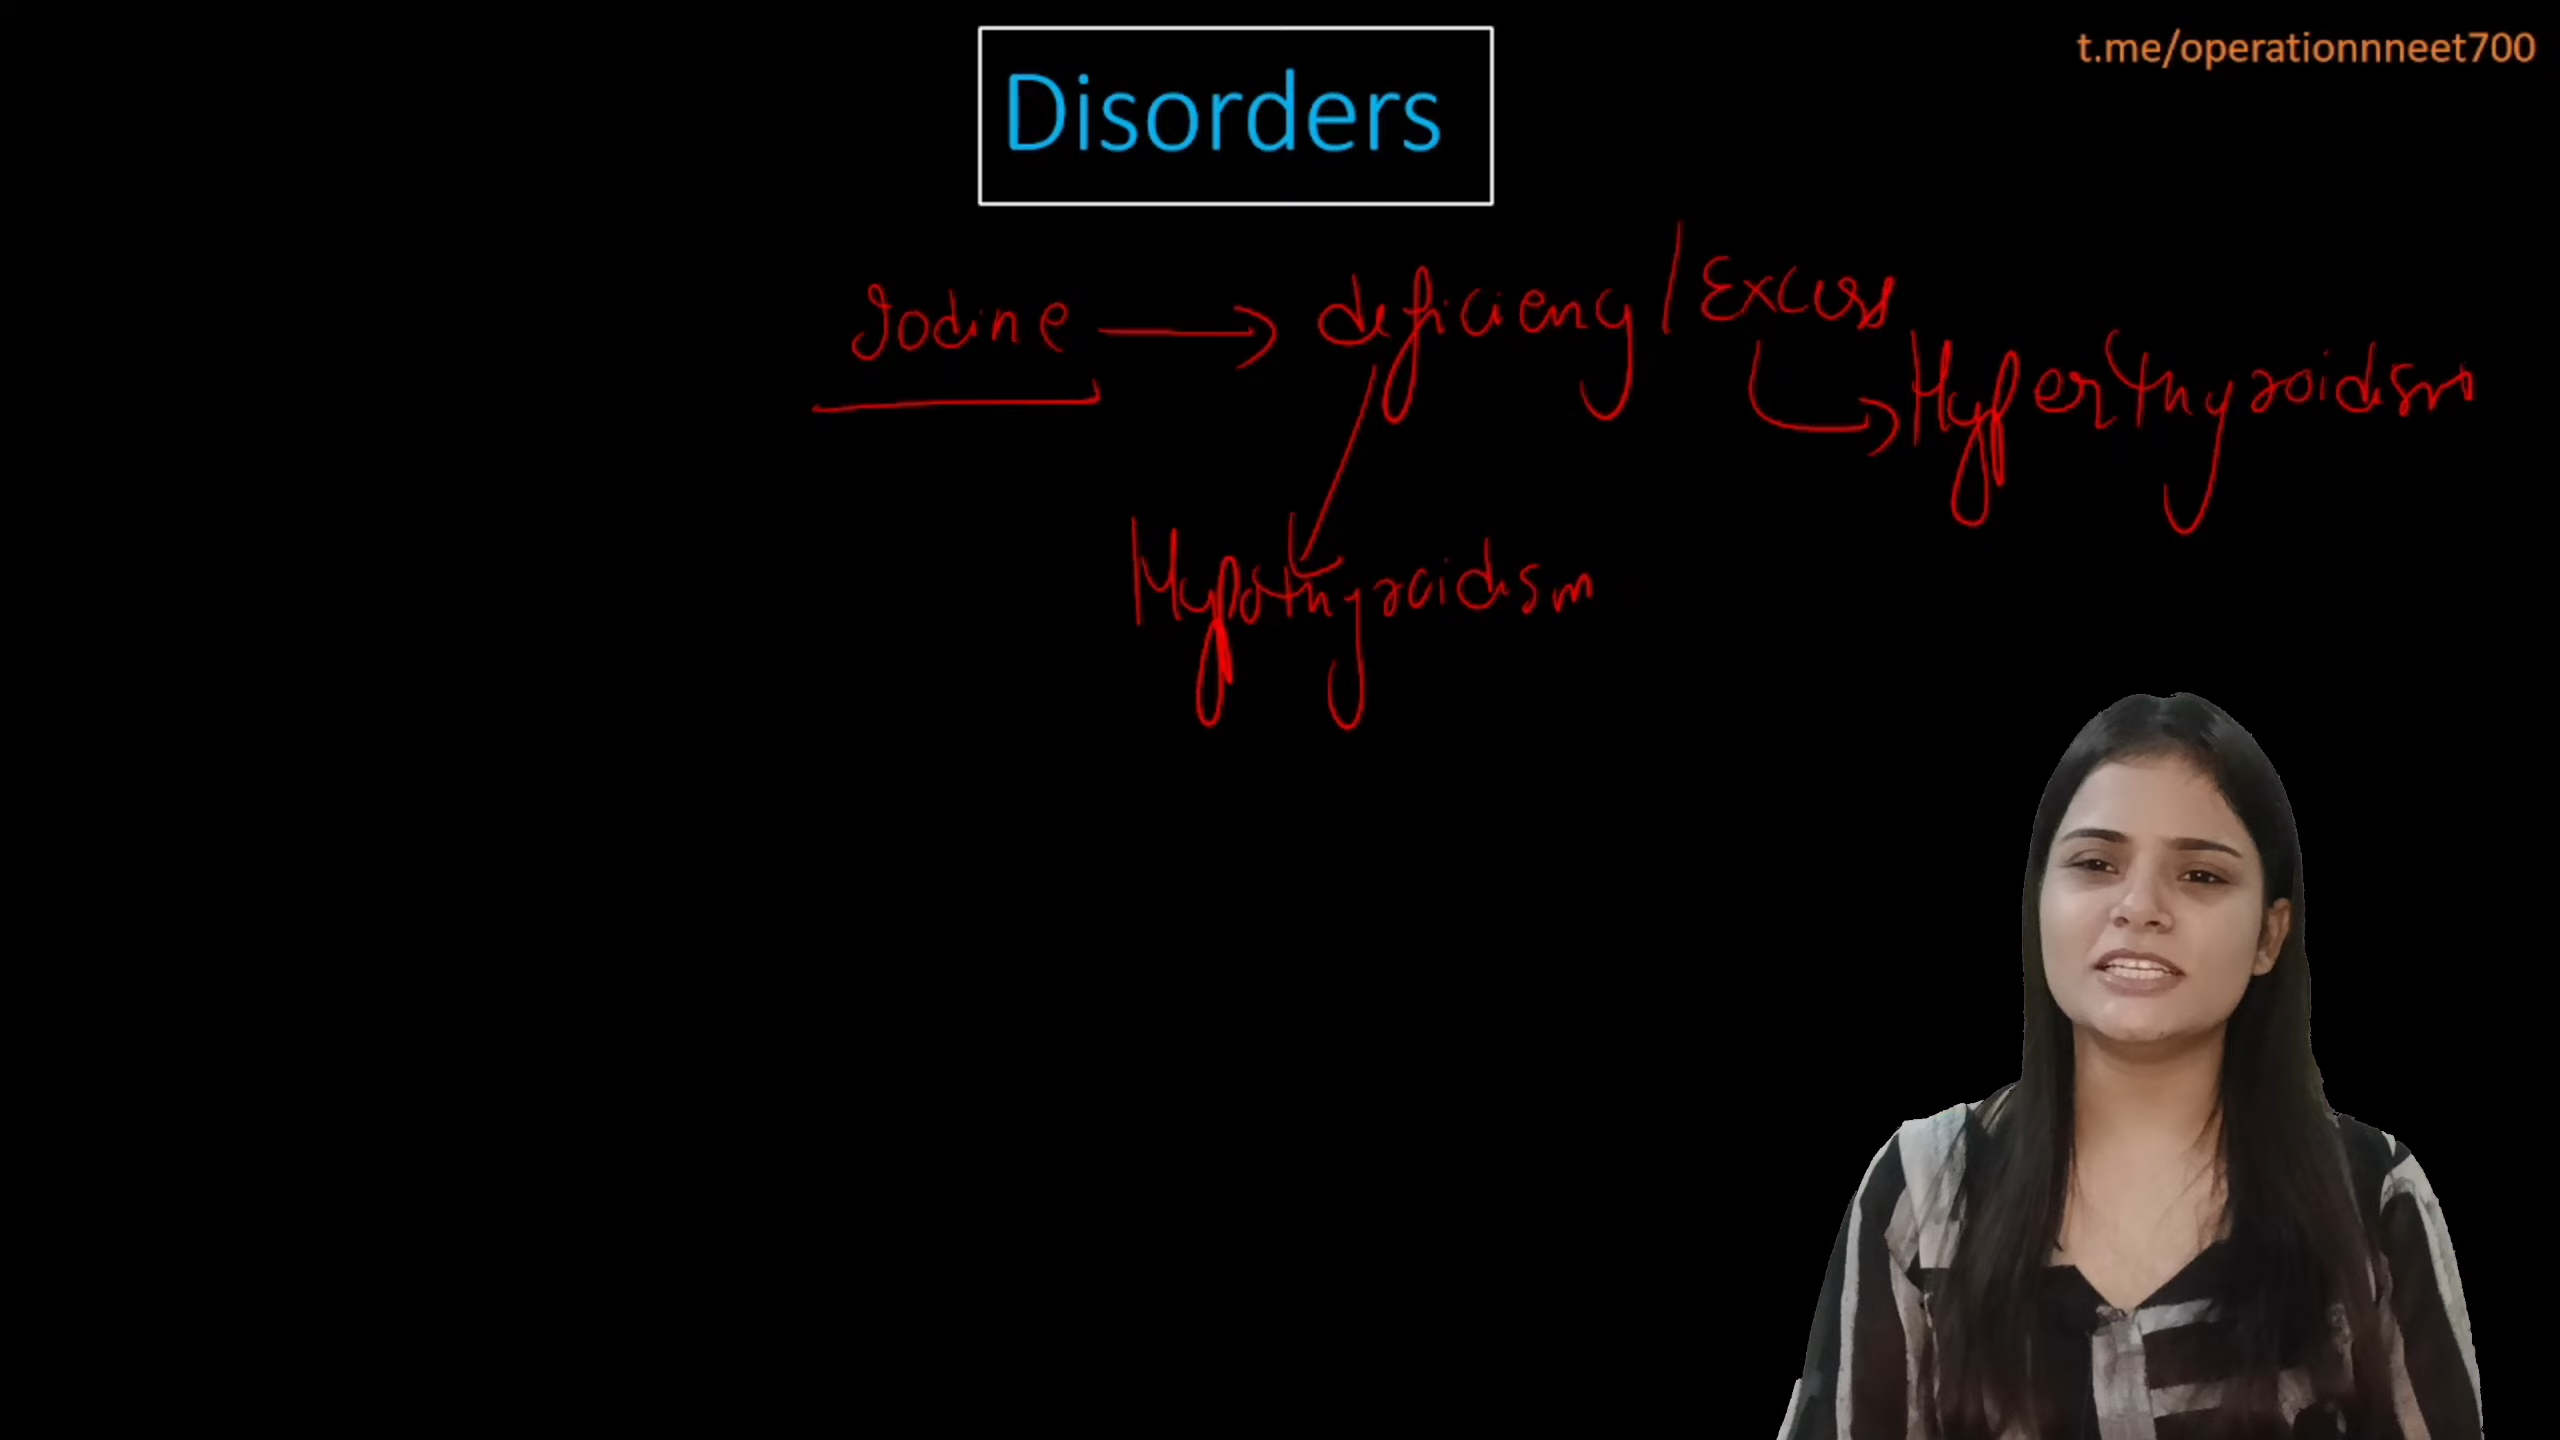 t.me/operationnneet700
Disorders
Iodine → deficiency / Excess
Hyperthyroidism
Hypothyroidism